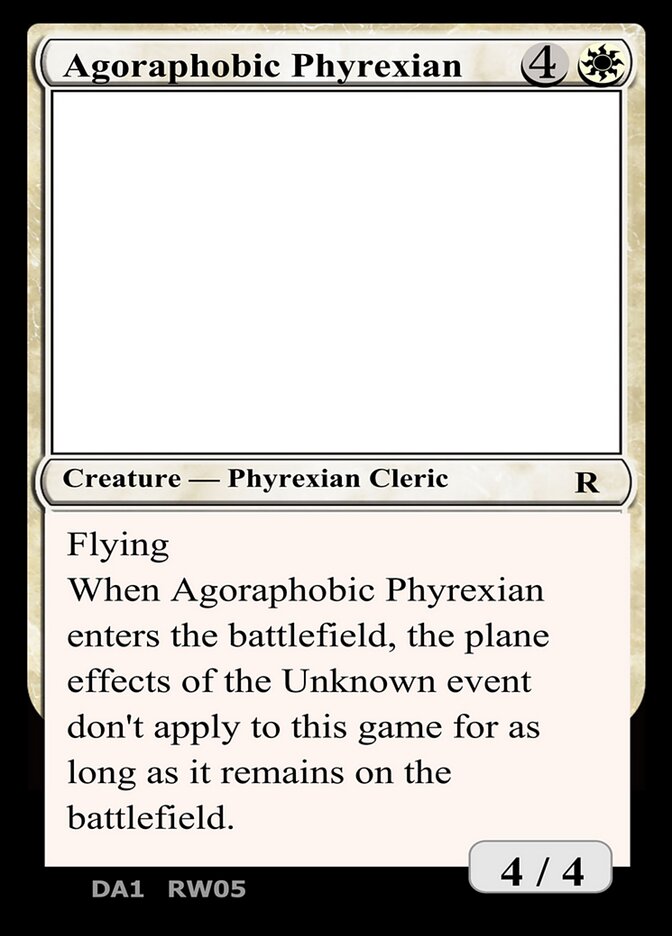 Agoraphobic Phyrexian 4
Creature — Phyrexian Cleric R
Flying
When Agoraphobic Phyrexian
enters the battlefield, the plane
effects of the Unknown event
don't apply to this game for as
long as it remains on the
battlefield.
4 / 4
DA1 RW05